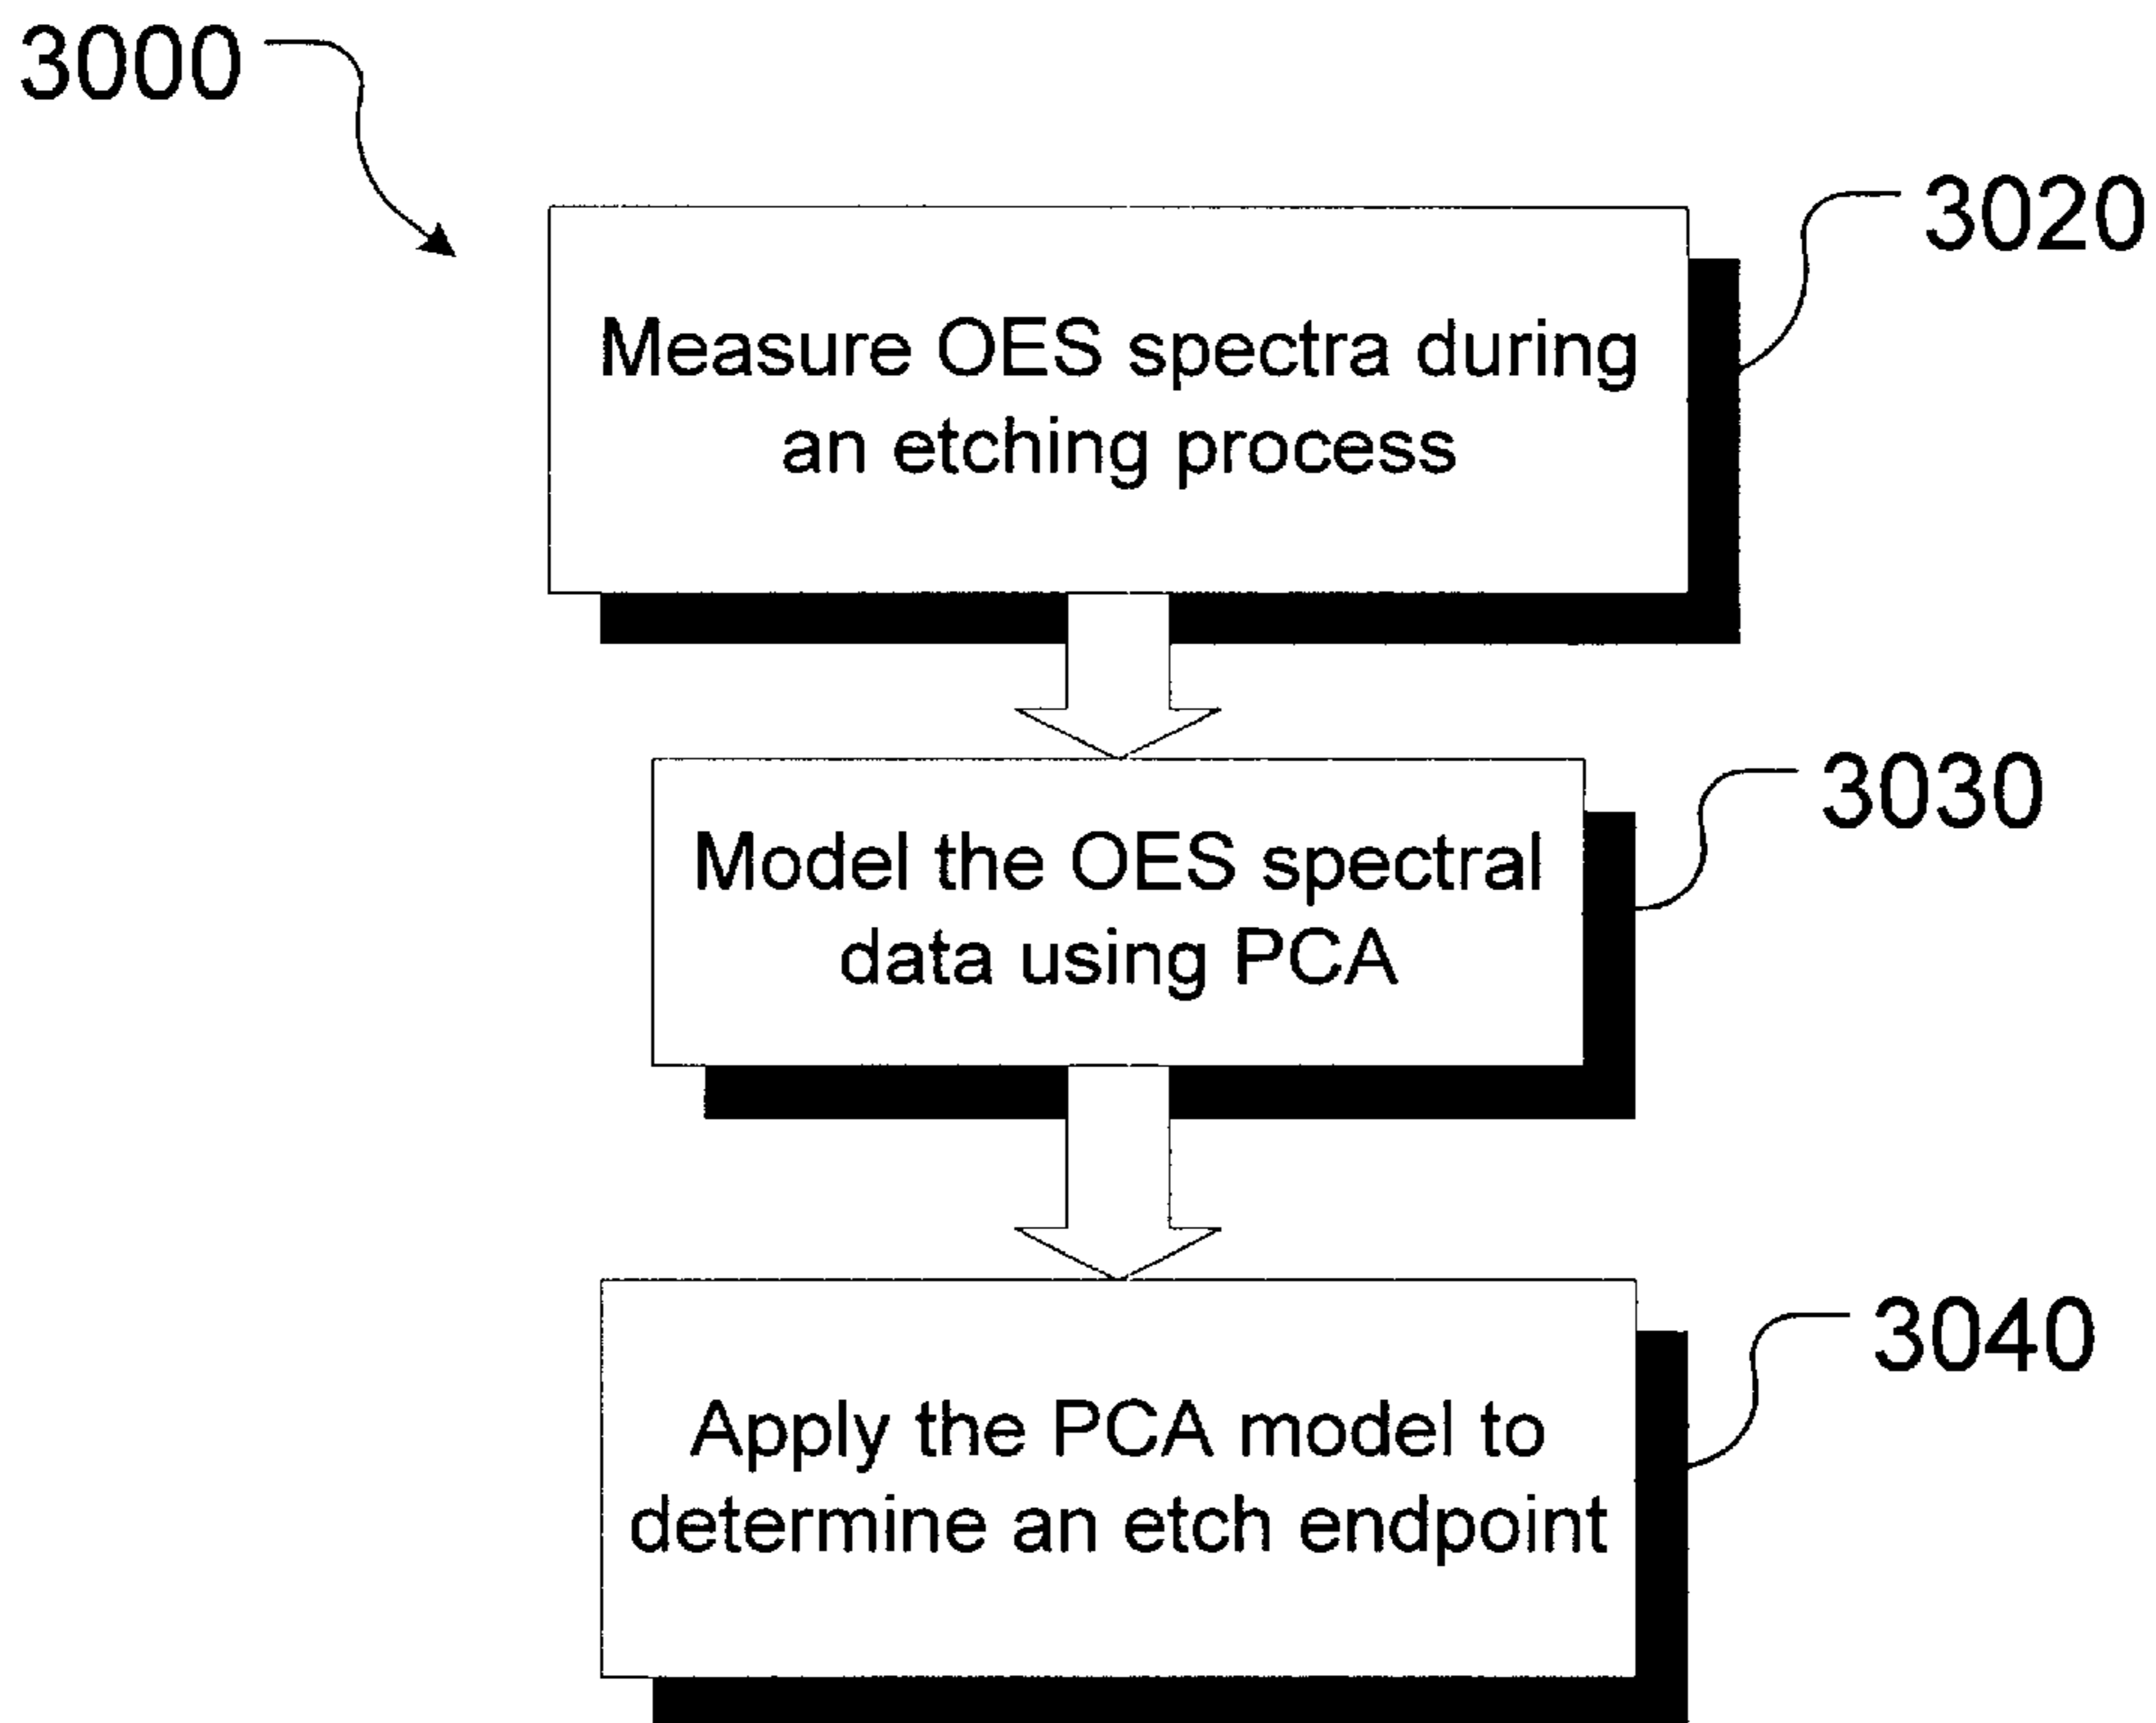 3000
3020
Measure OES spectra during
an etching process
3030
Model the OES spectral
data using PCA
3040
Apply the PCA model to
determine an etch endpoint